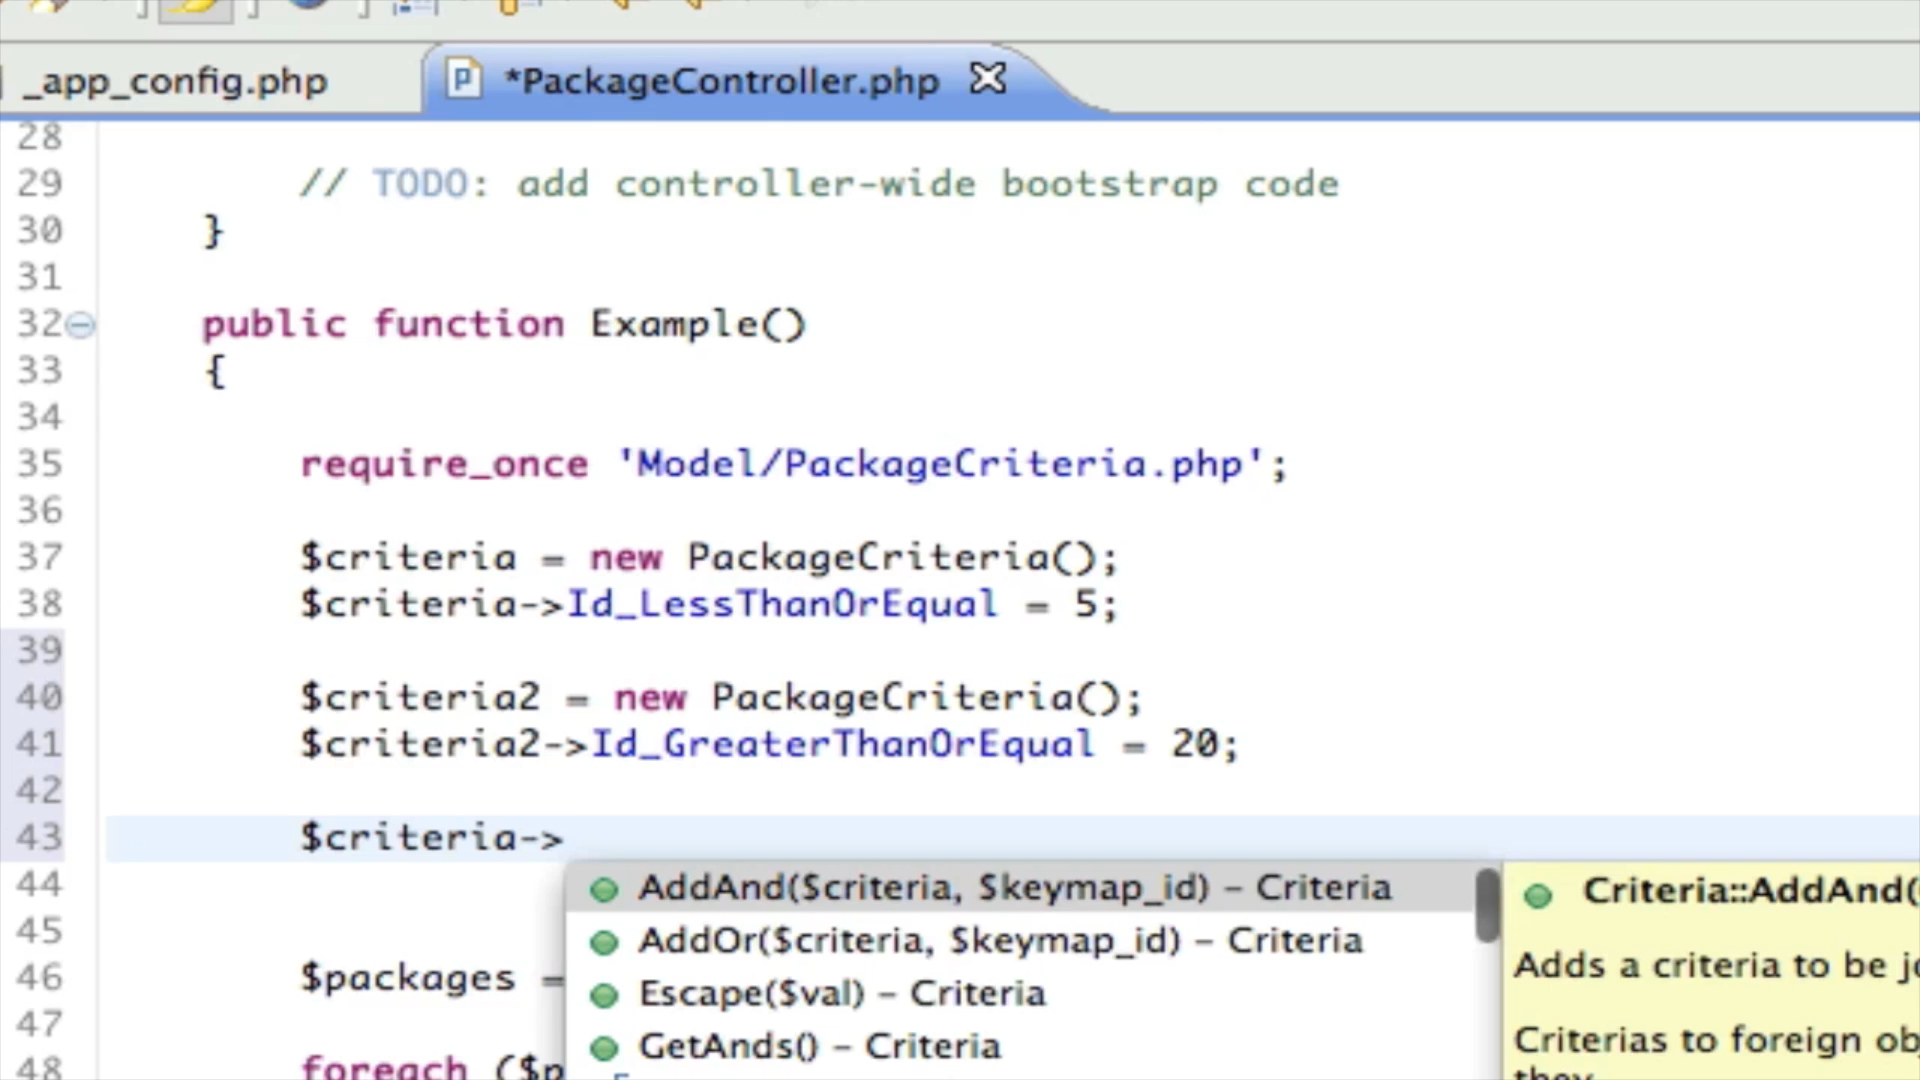 _app_config.php
*PackageController.php
28
29 // TODO: add controller-wide bootstrap code
30 }
31
32 public function Example()
33 {
34
35 require_once 'Model/PackageCriteria.php';
36
37 $criteria = new PackageCriteria();
38 $criteria->Id_LessThanOrEqual = 5;
39
40 $criteria2 = new PackageCriteria();
41 $criteria2->Id_GreaterThanOrEqual = 20;
42
43 $criteria->
44
45
46 $packages =
47
48 foreach ($p
AddAnd($criteria, $keymap_id) – Criteria
AddOr($criteria, $keymap_id) – Criteria
Escape($val) – Criteria
GetAnds() – Criteria
Criteria::AddAnd(
Adds a criteria to be jo
Criterias to foreign ob
they